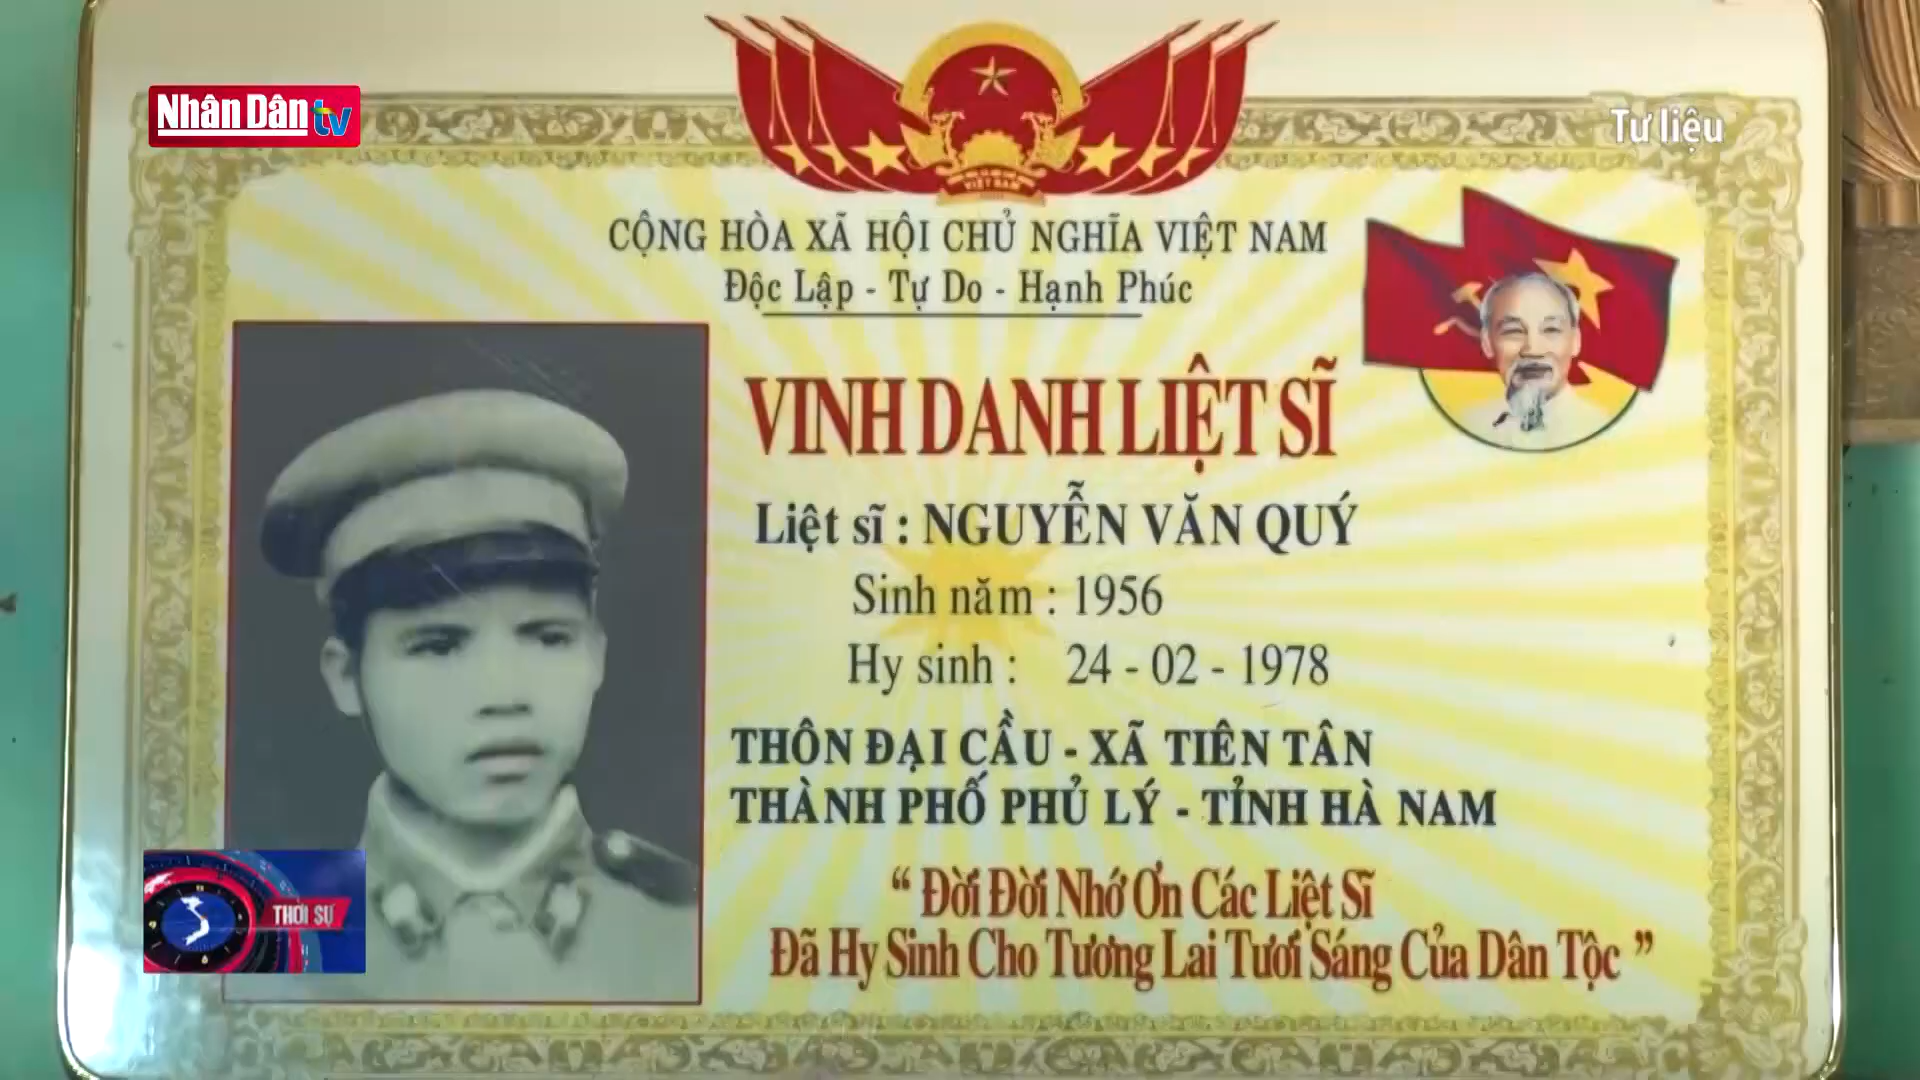 Nhân Dân tv
Tư liệu
VIỆT NAM
CỘNG HÒA XÃ HỘI CHỦ NGHĨA VIỆT NAM
Độc Lập - Tự Do - Hạnh Phúc
VINH DANH LIỆT SĨ
Liệt sĩ : NGUYỄN VĂN QUÝ
Sinh năm : 1956
Hy sinh : 24 - 02 - 1978
THÔN ĐẠI CẦU - XÃ TIÊN TÂN
THÀNH PHỐ PHỦ LÝ - TỈNH HÀ NAM
“ Đời Đời Nhớ Ơn Các Liệt Sĩ
Đã Hy Sinh Cho Tương Lai Tươi Sáng Của Dân Tộc ”
THỜI SỰ